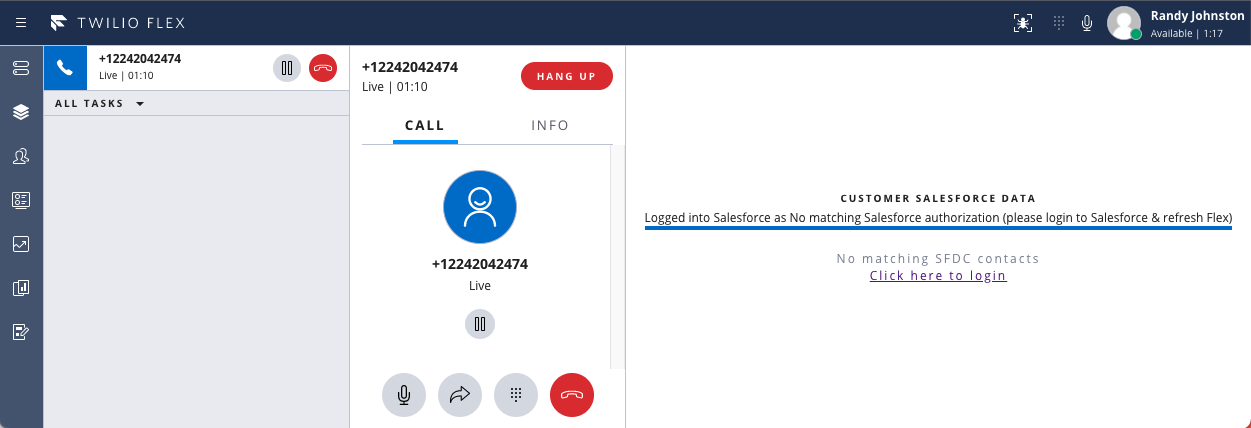 TWILIO FLEX
Randy Johnston
Available | 1:17
+12242042474
Live | 01:10
ALL TASKS
+12242042474
Live | 01:10
HANG UP
CALL
INFO
+12242042474
Live
CUSTOMER SALESFORCE DATA
Logged into Salesforce as No matching Salesforce authorization (please login to Salesforce & refresh Flex)
No matching SFDC contacts
Click here to login